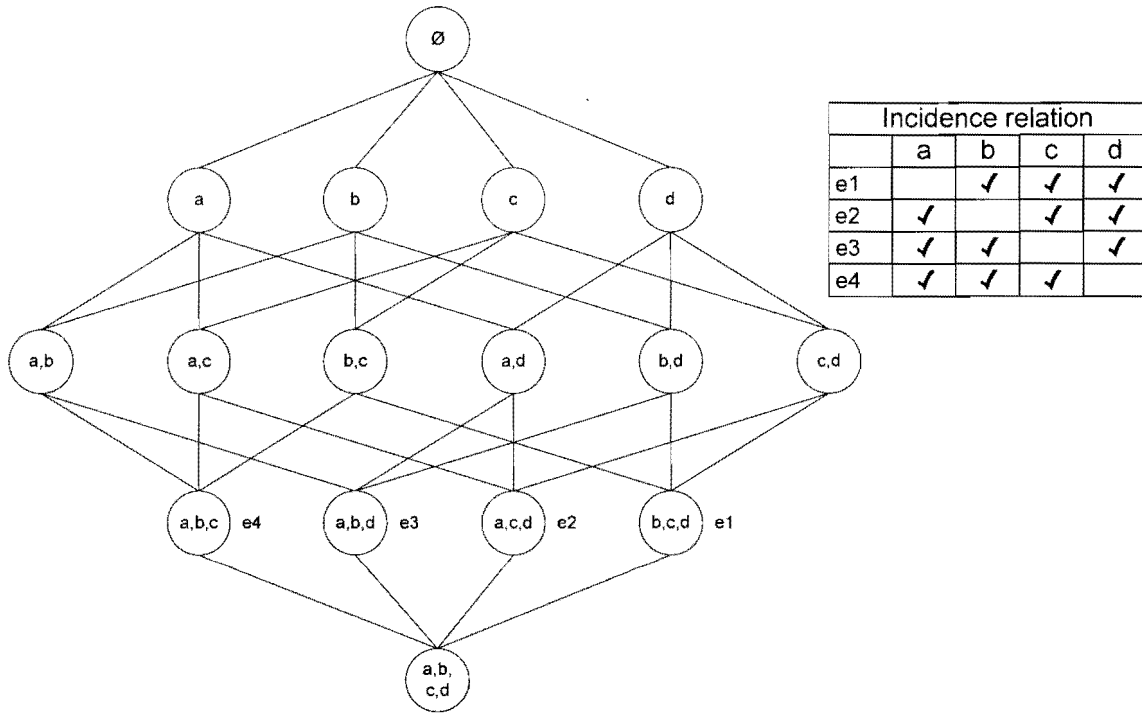 Ø
a b c d
a,b a,c b,c a,d b,d c,d
a,b,c e4 a,b,d e3 a,c,d e2 b,c,d e1
a,b,
c,d
Incidence relation
a b c d
e1 ✓ ✓ ✓
e2 ✓ ✓ ✓
e3 ✓ ✓ ✓
e4 ✓ ✓ ✓